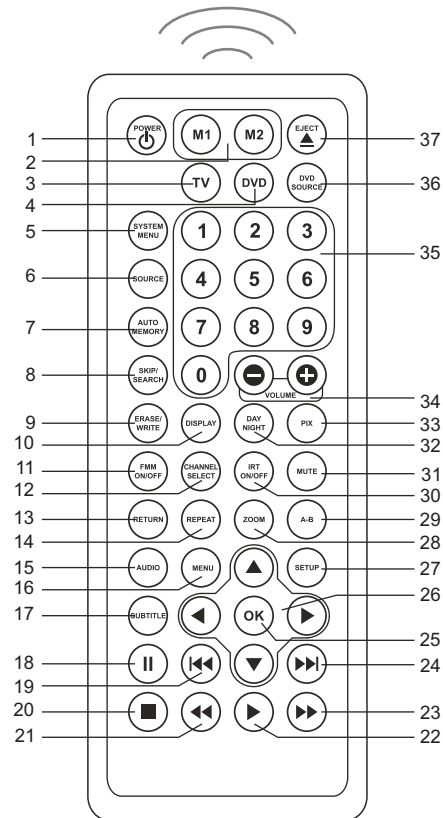 POWER M1 M2 EJECT
1 37
2
TV DVD DVD SOURCE
3 36
4
SYSTEM MENU 1 2 3
5 35
SOURCE 4 5 6
6
AUTO MEMORY 7 8 9
7
SKIP/SEARCH 0
8
VOLUME
34
ERASE/WRITE DISPLAY DAY NIGHT PIX
9 33
10 32
FMM ON/OFF CHANNEL SELECT IRT ON/OFF MUTE
11 31
12 30
RETURN REPEAT ZOOM A-B
13 29
14 28
AUDIO MENU SETUP
15 27
16
26
SUBTITLE OK
17
25
18 24
19
20 23
21 22